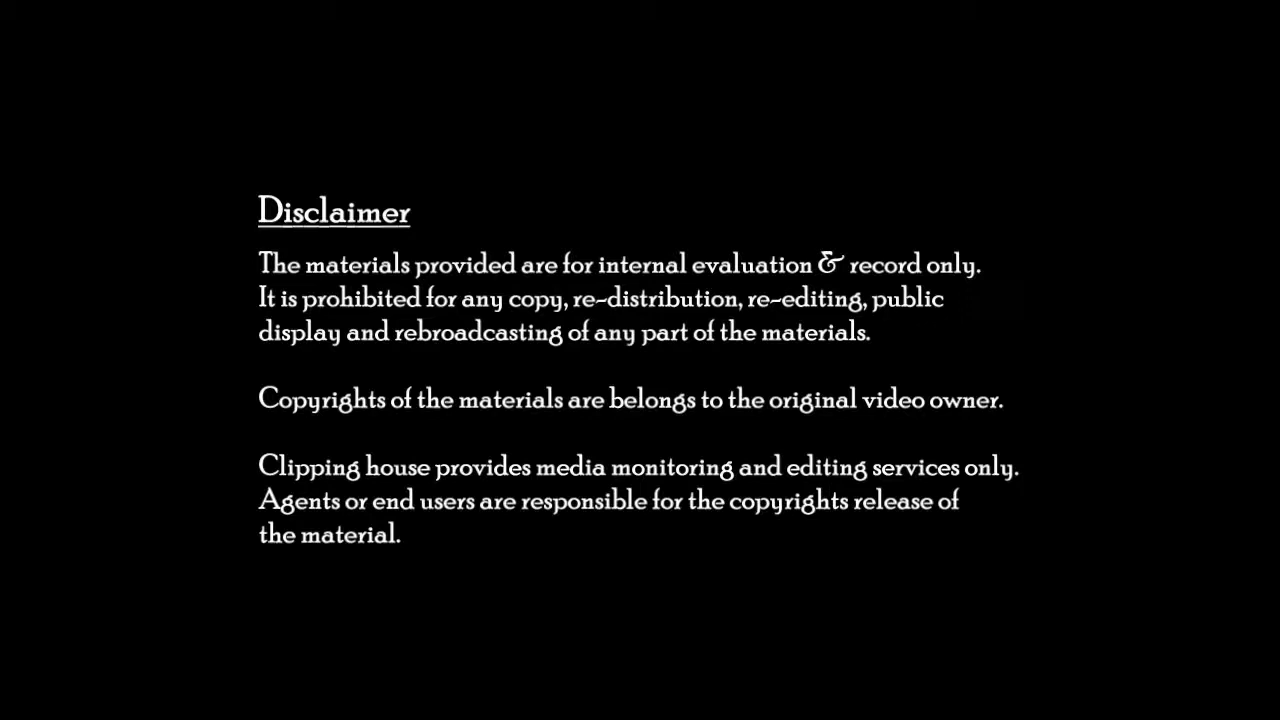 Disclaimer
The materials provided are for internal evaluation & record only.
It is prohibited for any copy, re-distribution, re-editing, public
display and rebroadcasting of any part of the materials.
Copyrights of the materials are belongs to the original video owner.
Clipping house provides media monitoring and editing services only.
Agents or end users are responsible for the copyrights release of
the material.